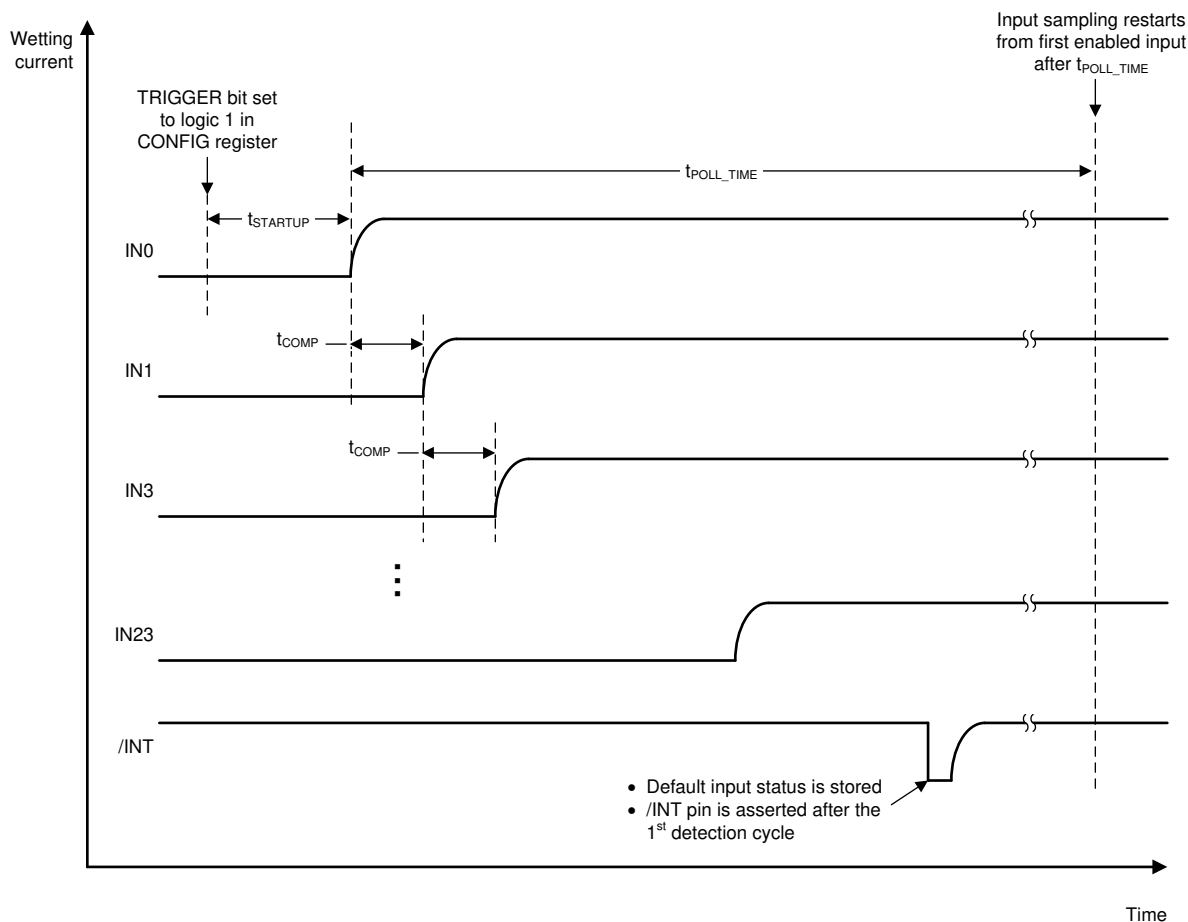 Wetting
current
Input sampling restarts
from first enabled input
after tPOLL_TIME
TRIGGER bit set
to logic 1 in
CONFIG register
tPOLL_TIME
tSTARTUP
IN0
tCOMP
IN1
tCOMP
IN3
IN23
/INT
• Default input status is stored
• /INT pin is asserted after the
1st detection cycle
Time